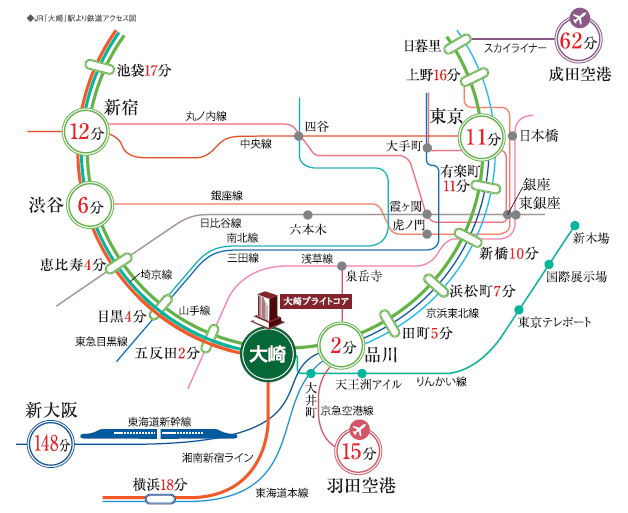 ◆JR「大崎」駅より鉄道アクセス図
日暮里
スカイライナー
62分
成田空港
池袋17分
上野16分
新宿
12分
丸ノ内線
四谷
中央線
大手町
東京
11分
日本橋
有楽町
11分
渋谷
6分
銀座線
霞ヶ関
銀座
東銀座
日比谷線
六本木
虎ノ門
南北線
三田線
浅草線
新橋10分
新木場
恵比寿4分
埼京線
泉岳寺
国際展示場
浜松町7分
目黒4分
山手線
大崎ブライトコア
京浜東北線
東京テレポート
東急目黒線
五反田2分
大崎
2分
品川
田町5分
大井町
天王洲アイル
りんかい線
新大阪
148分
東海道新幹線
京急空港線
15分
羽田空港
湘南新宿ライン
横浜18分
東海道本線